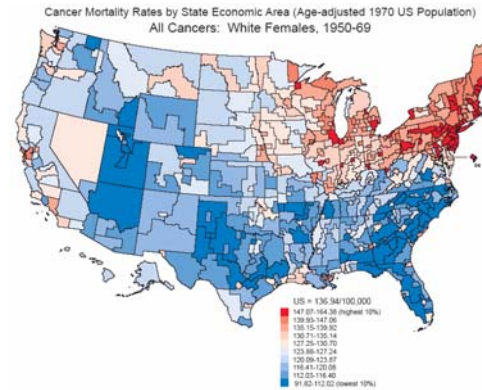 Cancer Mortality Rates by State Economic Area (Age-adjusted 1970 US Population)
All Cancers: White Females, 1950-69
US = 136.94/100,000
147.07-164.38 (highest 10%)
139.93-147.06
135.15-139.92
130.71-135.14
127.25-130.70
123.88-127.24
120.09-123.87
116.41-120.08
112.03-116.40
91.62-112.02 (lowest 10%)